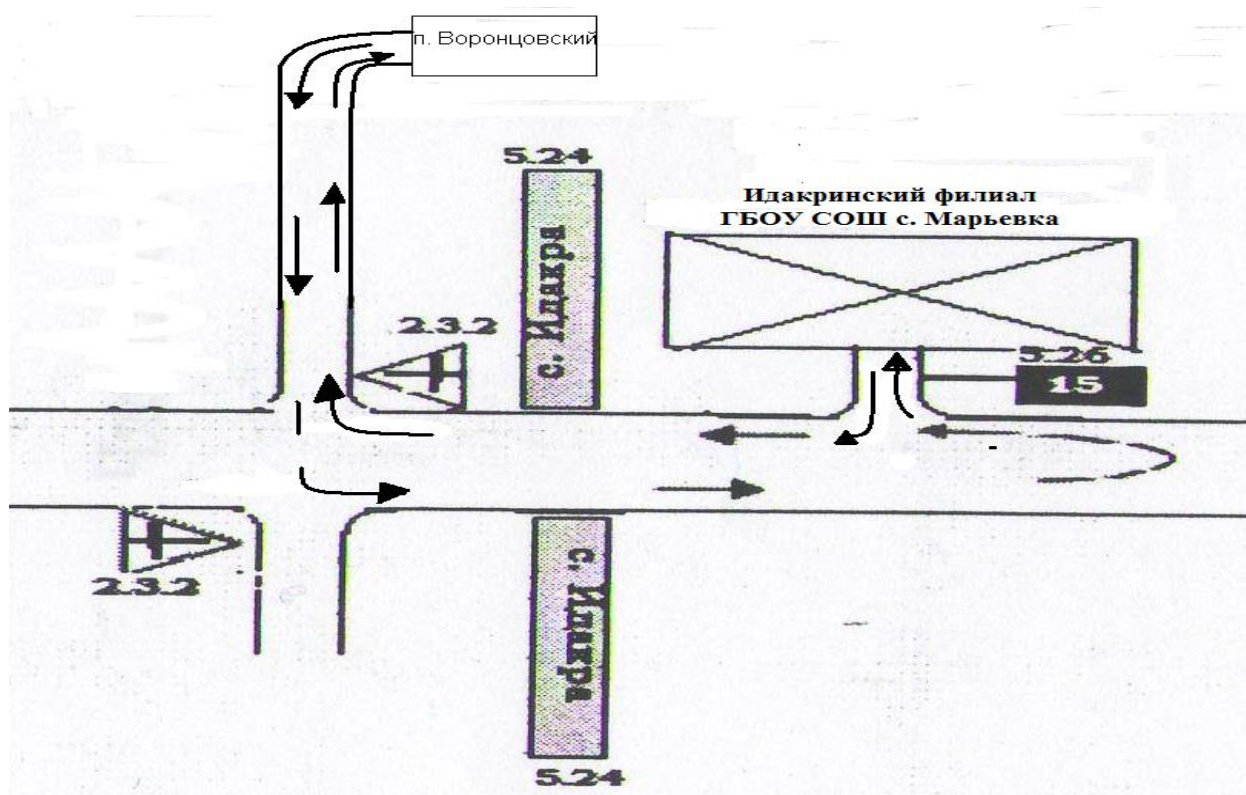 п. Воронцовский
5.24
Идакринский филиал
ГБОУ СОШ с. Марьевка
с. Идакра
2.3.2
5.26
15
2.3.2
с. Идакра
5.24